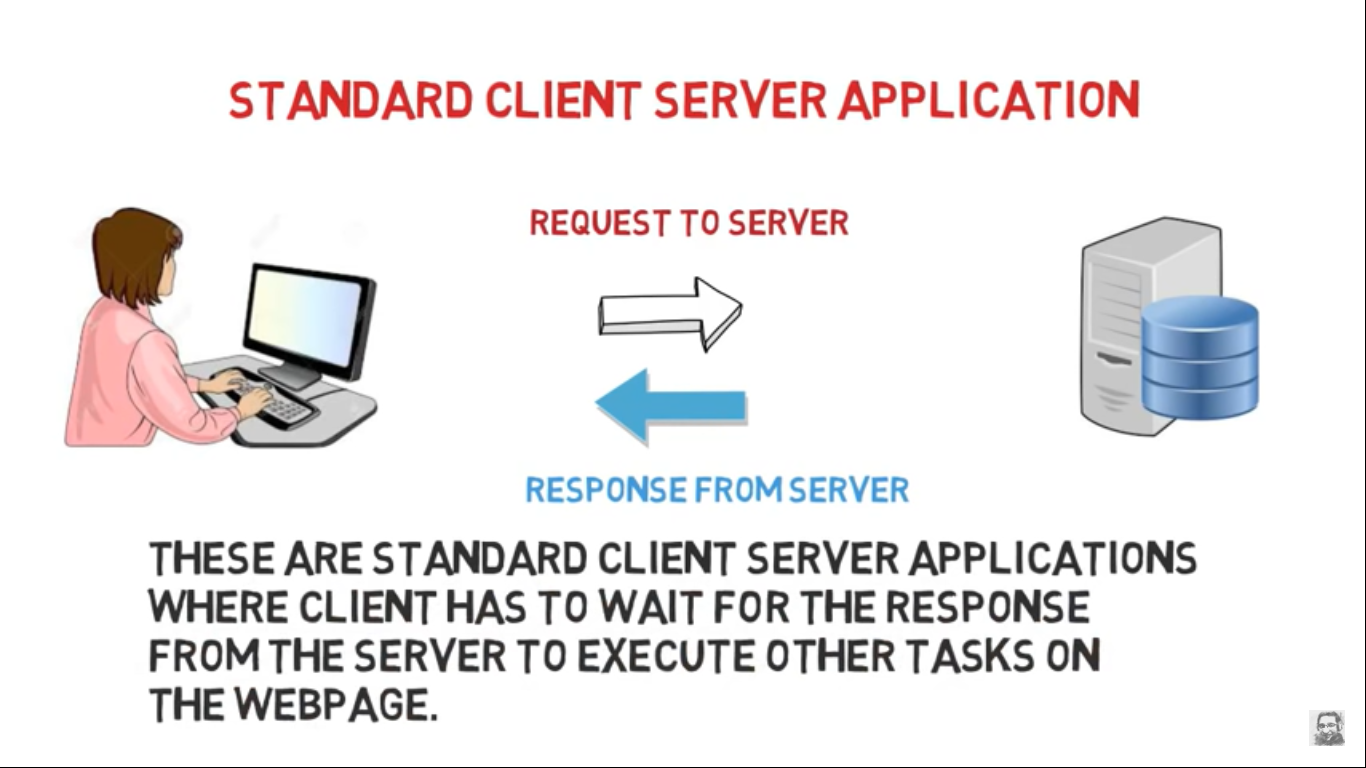 STANDARD CLIENT SERVER APPLICATION
REQUEST TO SERVER
RESPONSE FROM SERVER
THESE ARE STANDARD CLIENT SERVER APPLICATIONS
WHERE CLIENT HAS TO WAIT FOR THE RESPONSE
FROM THE SERVER TO EXECUTE OTHER TASKS ON
THE WEBPAGE.